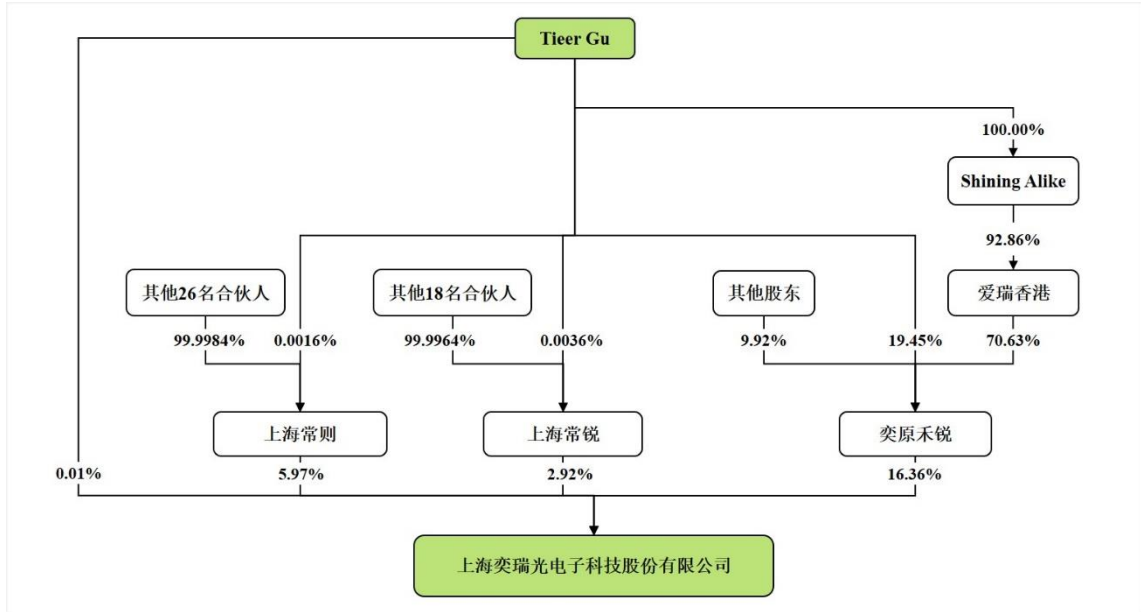 Tieer Gu
100.00%
Shining Alike
92.86%
其他26名合伙人
其他18名合伙人
其他股东
爱瑞香港
99.9984%
0.0016%
99.9964%
0.0036%
9.92%
19.45%
70.63%
上海常则
上海常锐
奕原禾锐
0.01%
5.97%
2.92%
16.36%
上海奕瑞光电子科技股份有限公司